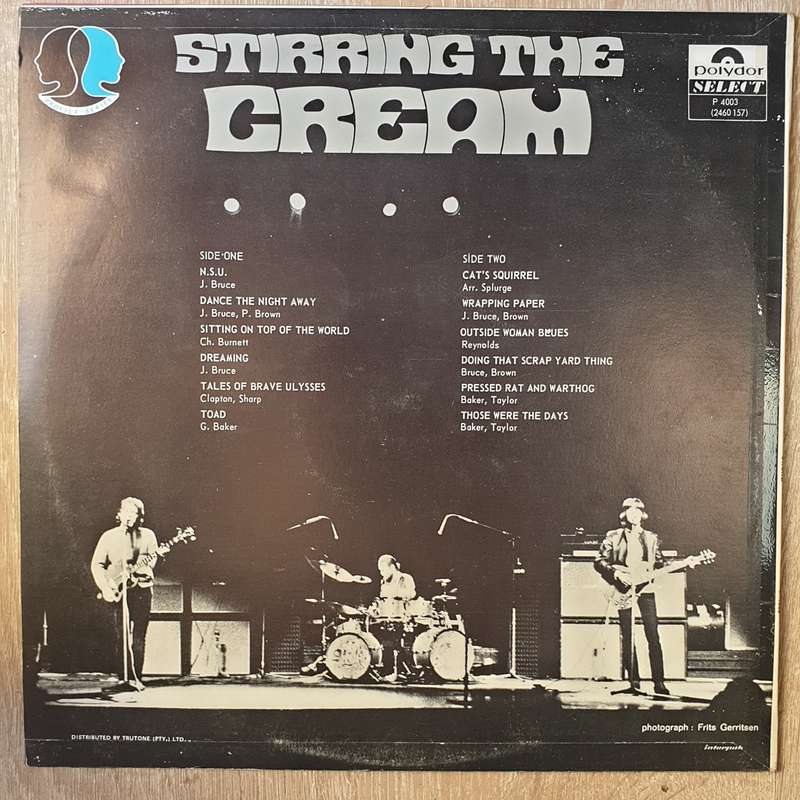 STIRRING THE
CREAM
PROFILE SERIES
polydor
SELECT
P 4003
(2460 157)
SIDE ONE
N.S.U.
J. Bruce
DANCE THE NIGHT AWAY
J. Bruce, P. Brown
SITTING ON TOP OF THE WORLD
Ch. Burnett
DREAMING
J. Bruce
TALES OF BRAVE ULYSSES
Clapton, Sharp
TOAD
G. Baker
SIDE TWO
CAT'S SQUIRREL
Arr. Splurge
WRAPPING PAPER
J. Bruce, Brown
OUTSIDE WOMAN BLUES
Reynolds
DOING THAT SCRAP YARD THING
Bruce, Brown
PRESSED RAT AND WARTHOG
Baker, Taylor
THOSE WERE THE DAYS
Baker, Taylor
photograph : Frits Gerritsen
DISTRIBUTED BY TRUTONE (PTY.) LTD.
interpak